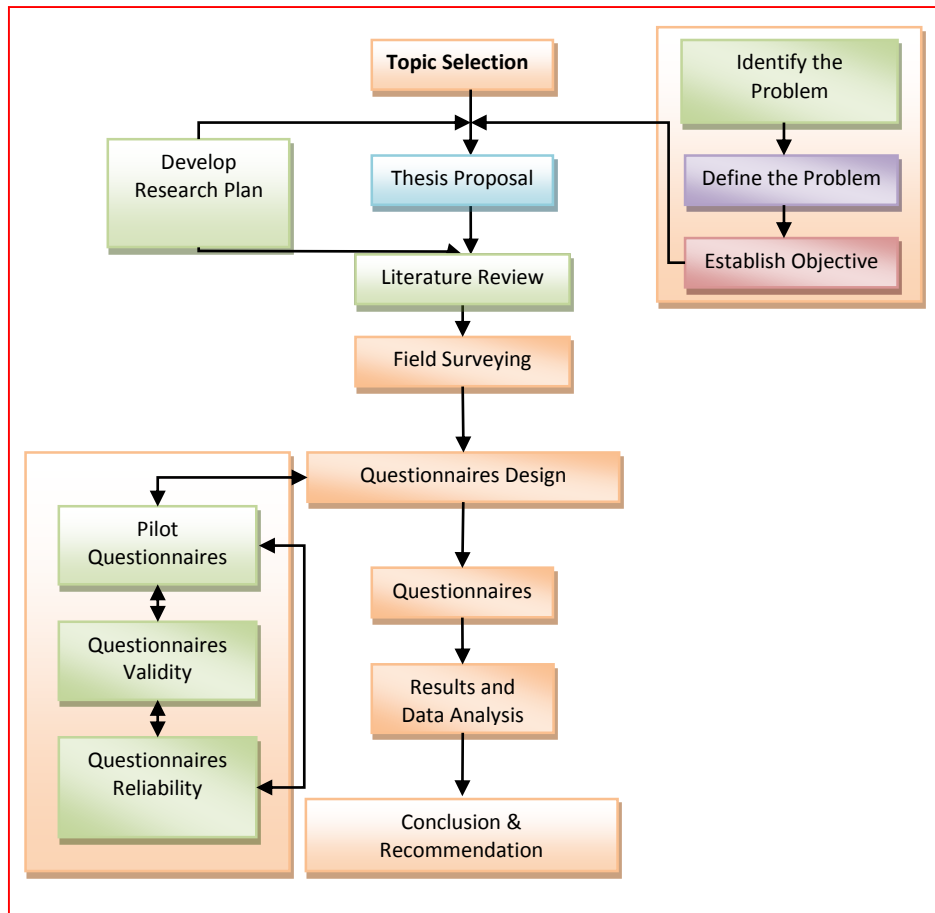 Topic Selection
Identify the
Problem
Develop
Research Plan
Thesis Proposal
Define the Problem
Literature Review
Establish Objective
Field Surveying
Questionnaires Design
Pilot
Questionnaires
Questionnaires
Questionnaires
Validity
Results and
Data Analysis
Questionnaires
Reliability
Conclusion &
Recommendation